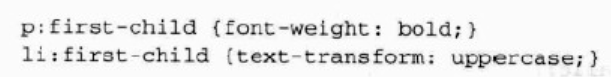 p:first-child {font-weight: bold;}
li:first-child {text-transform: uppercase;}